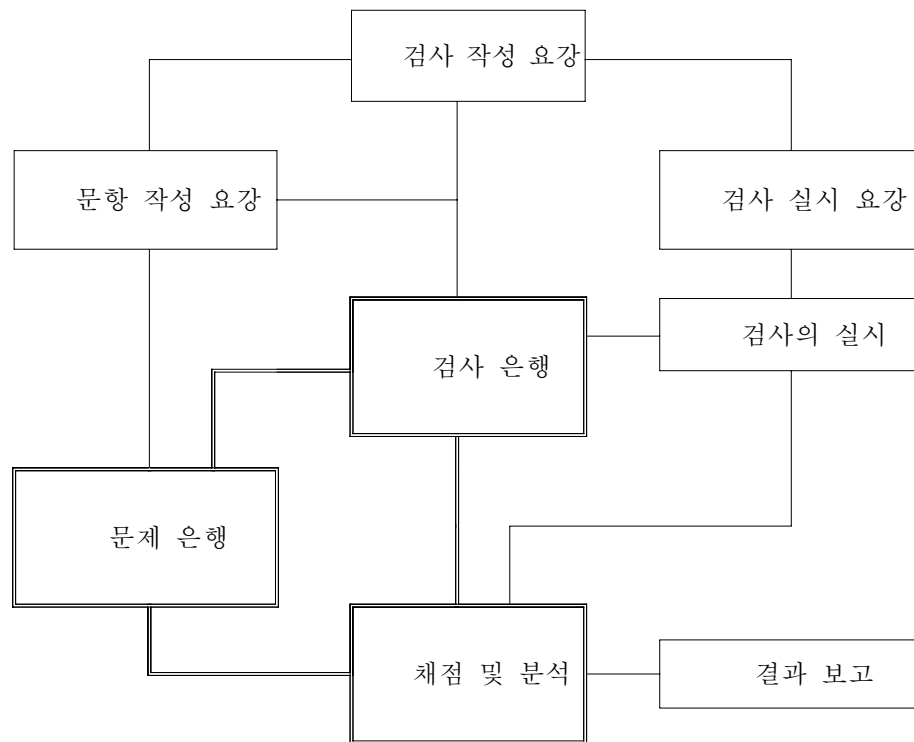 검사 작성 요강
문항 작성 요강
검사 실시 요강
검사의 실시
검사 은행
문제 은행
채점 및 분석
결과 보고